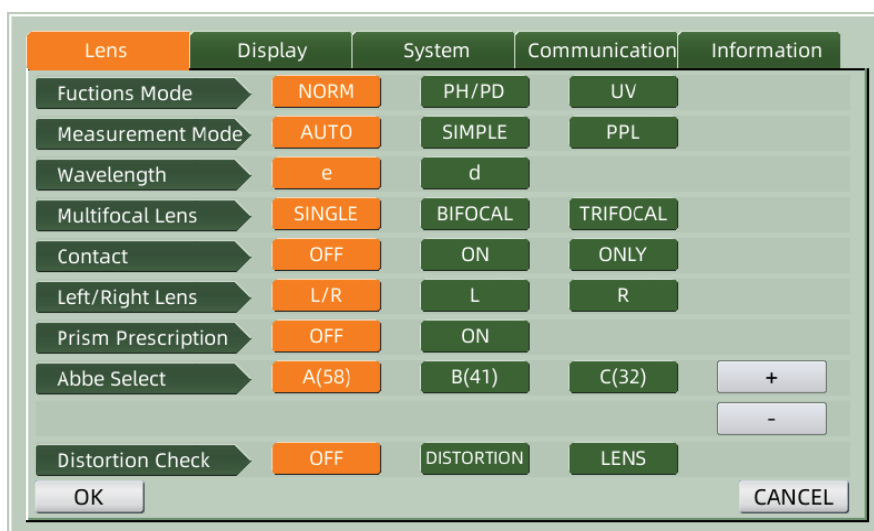 Lens Display System Communication Information
Fuctions Mode NORM PH/PD UV
Measurement Mode AUTO SIMPLE PPL
Wavelength e d
Multifocal Lens SINGLE BIFOCAL TRIFOCAL
Contact OFF ON ONLY
Left/Right Lens L/R L R
Prism Prescription OFF ON
Abbe Select A(58) B(41) C(32) +
-
Distortion Check OFF DISTORTION LENS
OK CANCEL